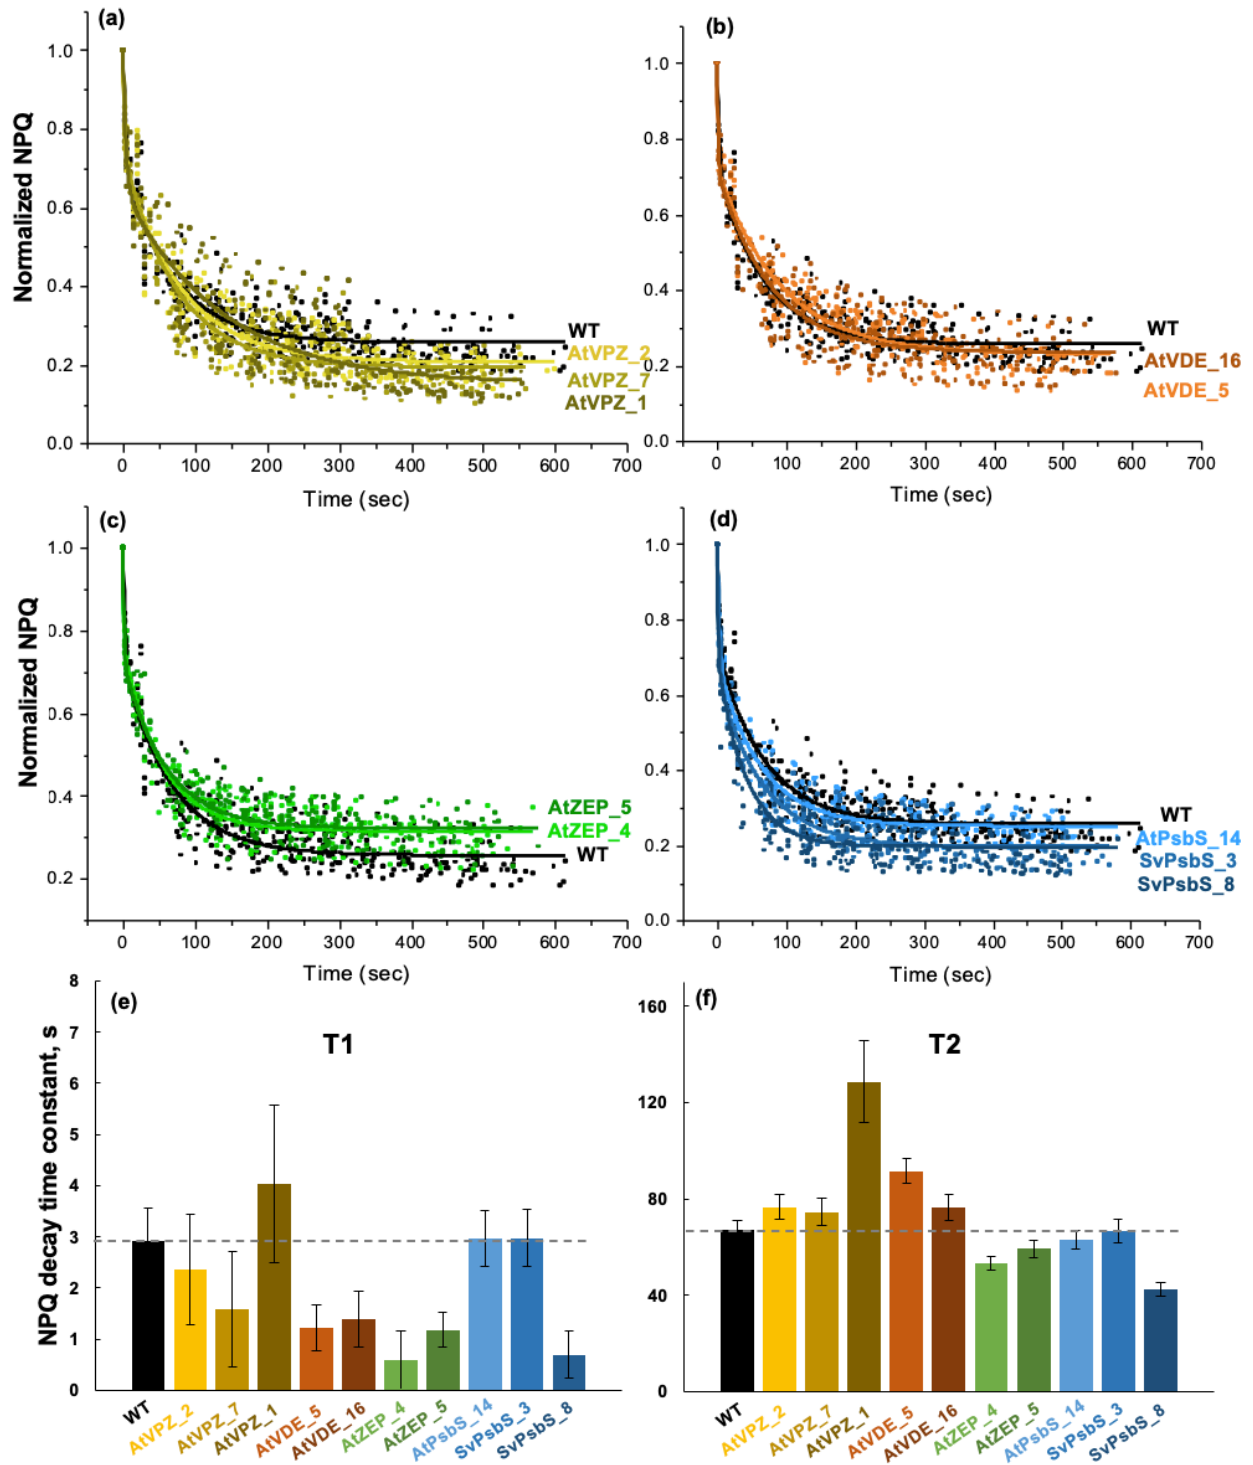 (a)
Normalized NPQ
1.0
0.8
0.6
0.4
0.2
0.0
WT
AtVPZ_2
AtVPZ_7
AtVPZ_1
0 100 200 300 400 500 600 700
Time (sec)
(b)
1.0
0.8
0.6
0.4
0.2
0.0
WT
AtVDE_16
AtVDE_5
0 100 200 300 400 500 600 700
Time (sec)
(c)
Normalized NPQ
1.0
0.8
0.6
0.4
0.2
AtZEP_5
AtZEP_4
WT
0 100 200 300 400 500 600 700
Time (sec)
(d)
1.0
0.8
0.6
0.4
0.2
0.0
WT
AtPsbS_14
SvPsbS_3
SvPsbS_8
0 100 200 300 400 500 600 700
Time (sec)
(e)
T1
NPQ decay time constant, s
8
7
6
5
4
3
2
1
0
WT
AtVPZ_2
AtVPZ_7
AtVPZ_1
AtVDE_5
AtVDE_16
AtZEP_4
AtZEP_5
AtPsbS_14
SvPsbS_3
SvPsbS_8
(f)
T2
160
120
80
40
0
WT
AtVPZ_2
AtVPZ_7
AtVPZ_1
AtVDE_5
AtVDE_16
AtZEP_4
AtZEP_5
AtPsbS_14
SvPsbS_3
SvPsbS_8